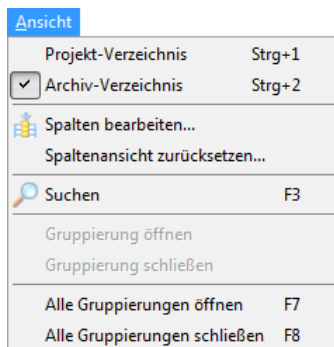 Ansicht
Projekt-Verzeichnis Strg+1
Archiv-Verzeichnis Strg+2
Spalten bearbeiten...
Spaltenansicht zurücksetzen...
Suchen F3
Gruppierung öffnen
Gruppierung schließen
Alle Gruppierungen öffnen F7
Alle Gruppierungen schließen F8